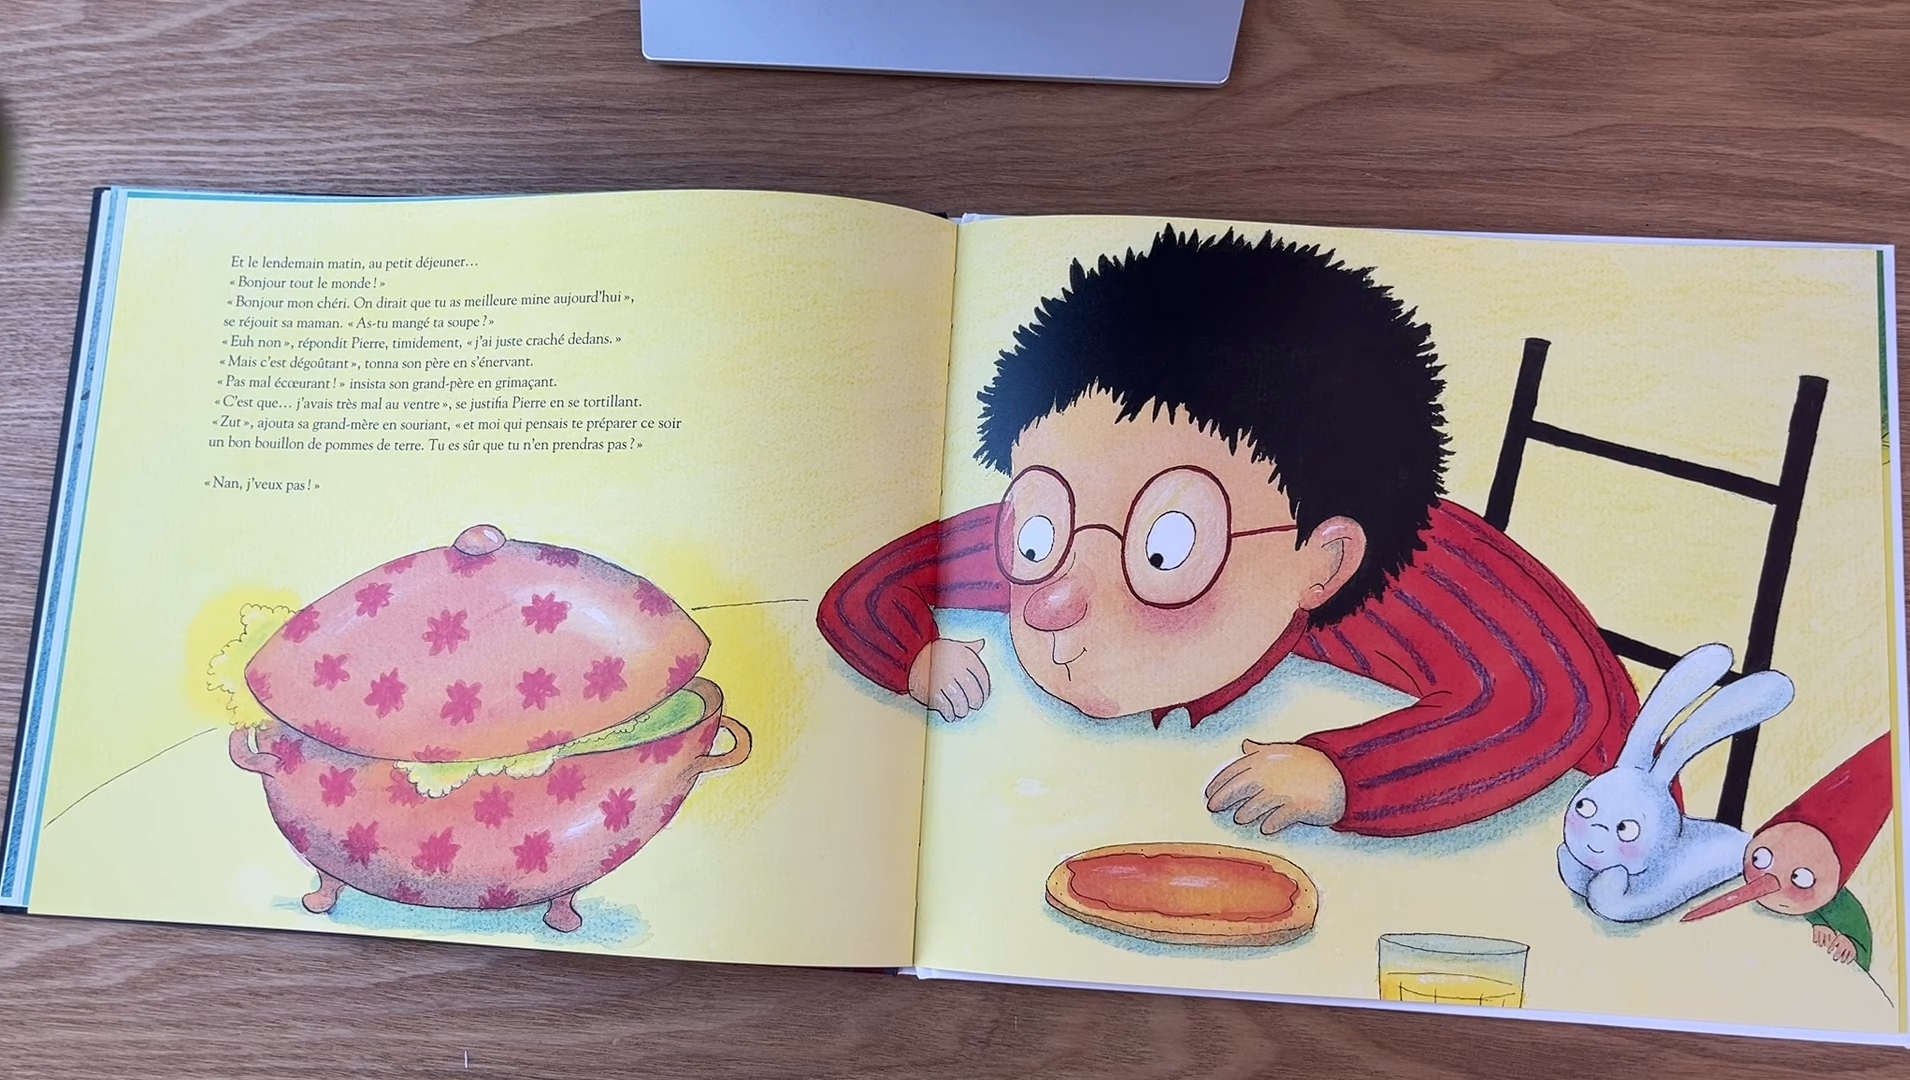 Et le lendemain matin, au petit déjeuner…
« Bonjour tout le monde ! »
« Bonjour mon chéri. On dirait que tu as meilleure mine aujourd’hui »,
se réjouit sa maman. « As-tu mangé ta soupe ? »
« Euh non », répondit Pierre, timidement, « j’ai juste craché dedans. »
« Mais c’est dégoûtant », tonna son père en s’énervant.
« Pas mal écœurant ! » insista son grand-père en grimaçant.
« C’est que… j’avais très mal au ventre », se justifia Pierre en se tortillant.
« Zut », ajouta sa grand-mère en souriant, « et moi qui pensais te préparer ce soir
un bon bouillon de pommes de terre. Tu es sûr que tu n’en prendras pas ? »
« Nan, j’veux pas ! »